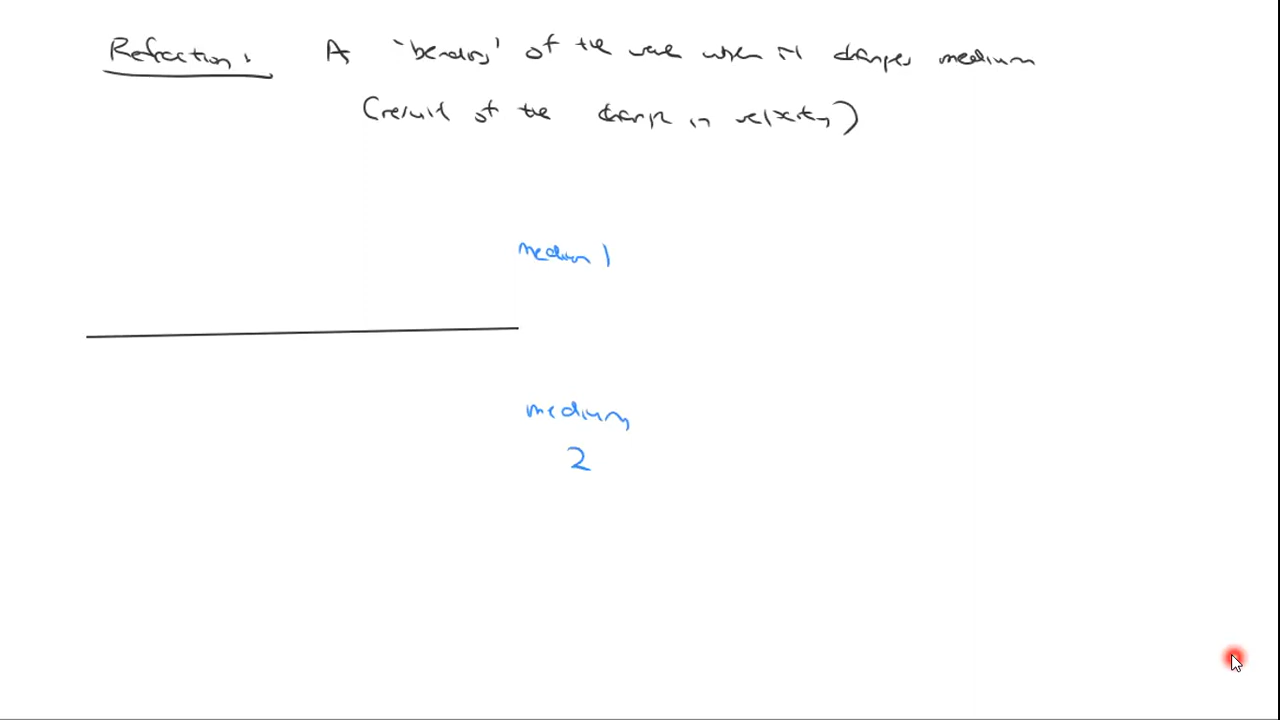 Refraction: A 'bending' of the wave when it changes medium
(result of the change in velocity)
medium 1
medium
2